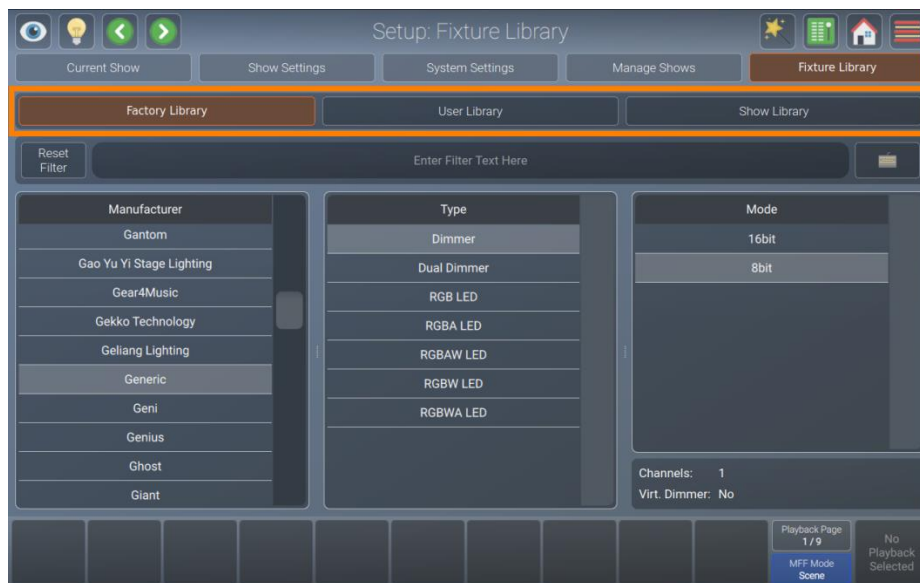 Setup: Fixture Library
Current Show
Show Settings
System Settings
Manage Shows
Fixture Library
Factory Library
User Library
Show Library
Reset
Filter
Enter Filter Text Here
Manufacturer
Gantom
Gao Yu Yi Stage Lighting
Gear4Music
Gekko Technology
Geliang Lighting
Generic
Geni
Genius
Ghost
Giant
Type
Dimmer
Dual Dimmer
RGB LED
RGBA LED
RGBAW LED
RGBW LED
RGBWA LED
Mode
16bit
8bit
Channels: 1
Virt. Dimmer: No
Playback Page
1 / 9
MFF Mode
Scene
No
Playback
Selected